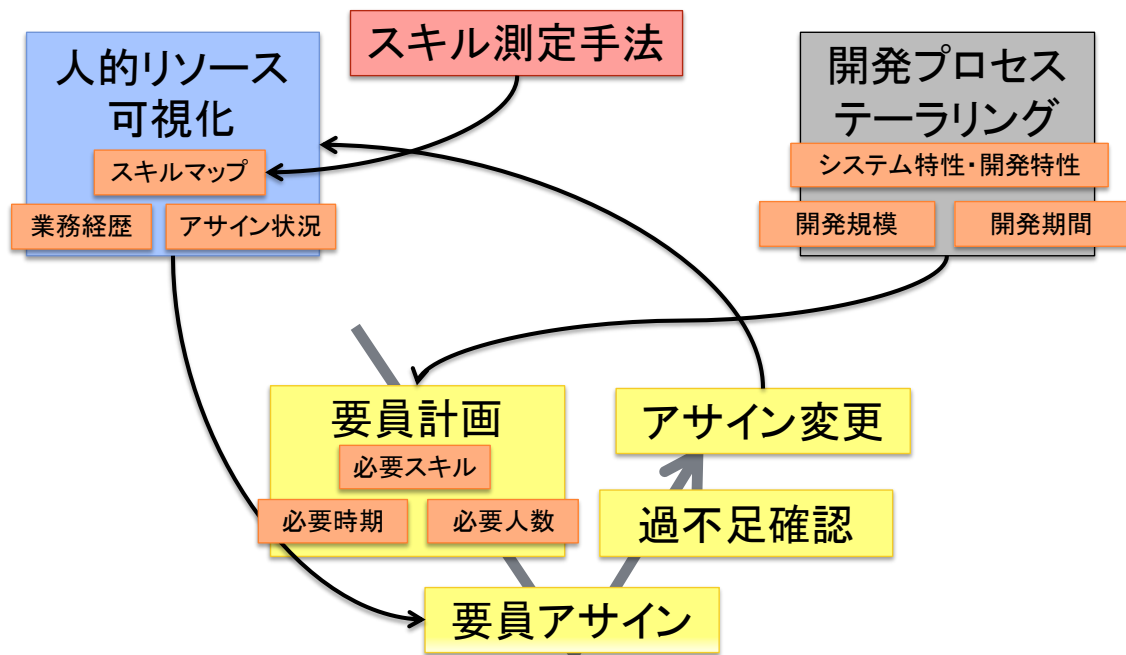 スキル測定手法
人的リソース
可視化
スキルマップ
業務経歴
アサイン状況
開発プロセス
テーラリング
システム特性・開発特性
開発規模
開発期間
要員計画
必要スキル
必要時期
必要人数
アサイン変更
過不足確認
要員アサイン